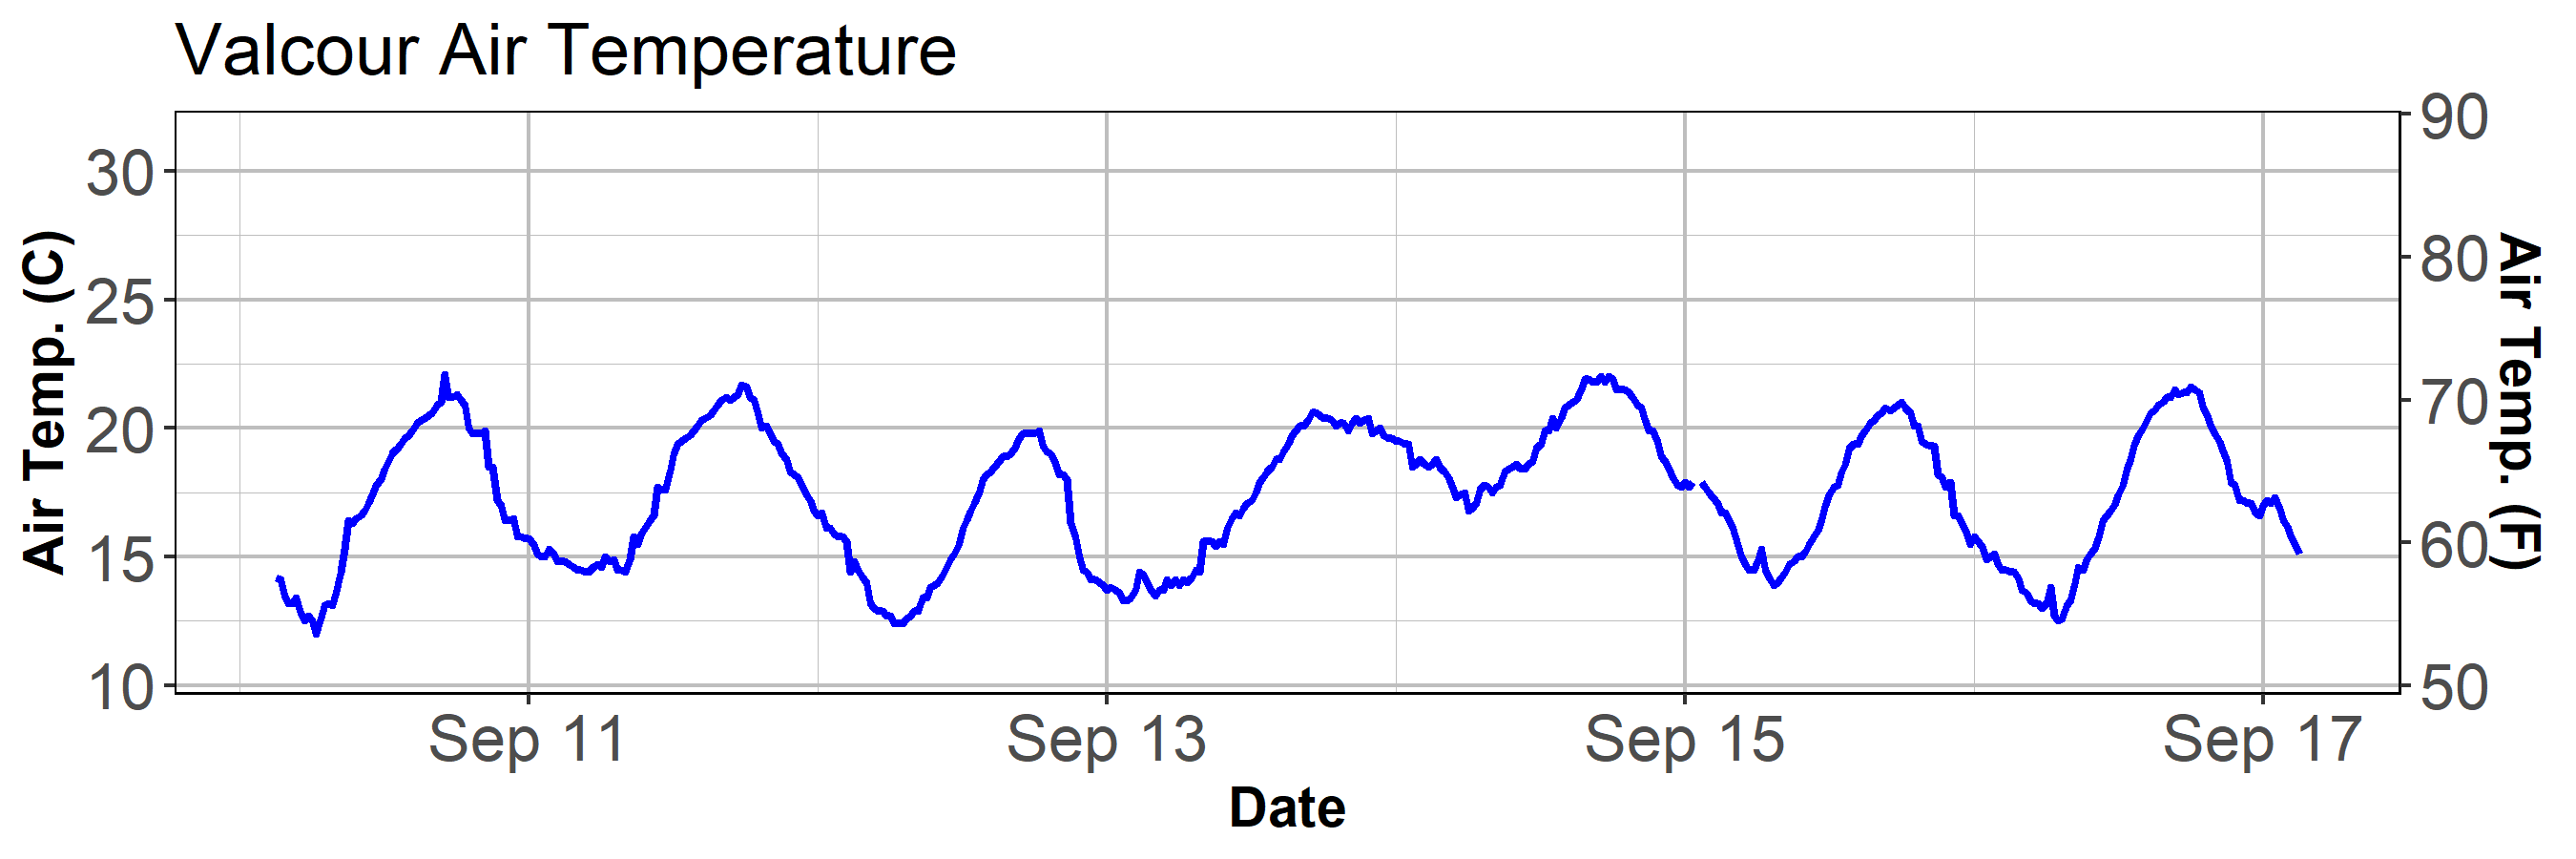 Valcour Air Temperature
Air Temp. (C)
30
25
20
15
10
90
80
70
60
50
Air Temp. (F)
Sep 11
Sep 13
Sep 15
Sep 17
Date